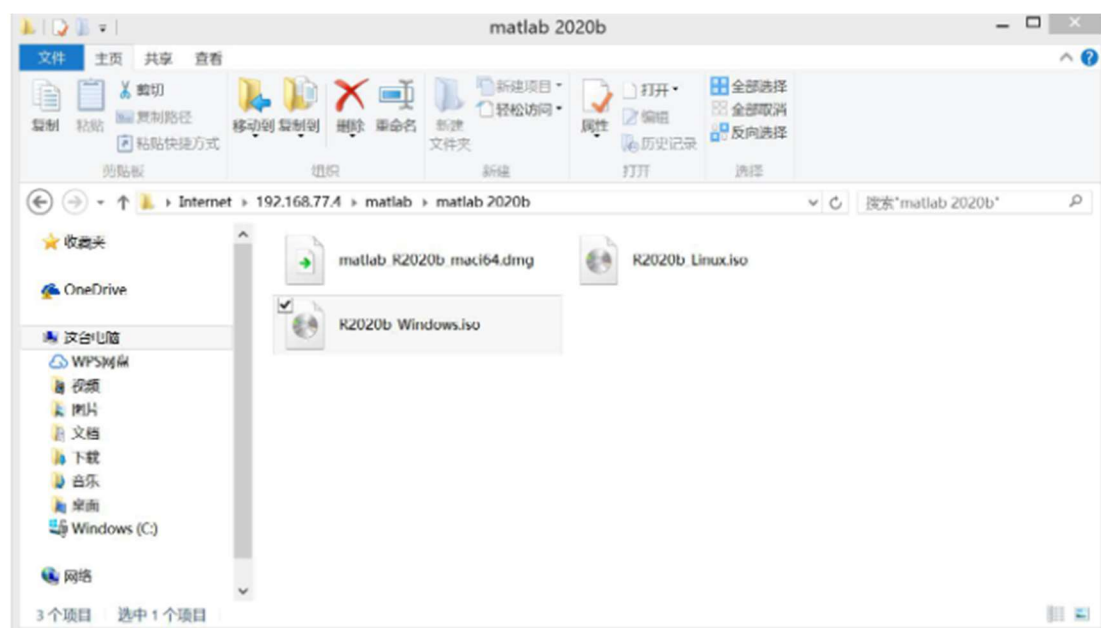 matlab 2020b
文件 主页 共享 查看
复制
粘贴
剪切
复制路径
粘贴快捷方式
剪贴板
移动到 复制到 删除 重命名
组织
新建
文件夹
新建项目
轻松访问
新建
属性
打开
编辑
历史记录
打开
全部选择
全部取消
反向选择
选择
Internet 192.168.77.4 matlab matlab 2020b
搜索"matlab 2020b"
收藏夹
OneDrive
这台电脑
WPS网盘
视频
图片
文档
下载
音乐
桌面
Windows (C:)
网络
matlab_R2020b_maci64.dmg
R2020b_Linux.iso
R2020b_Windows.iso
3 个项目 选中 1 个项目